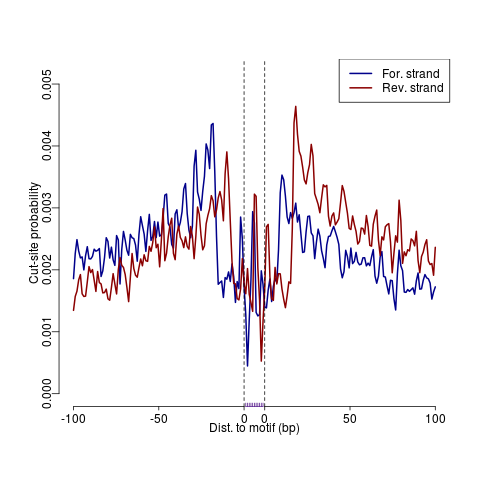 For. strand
Rev. strand
Cut-site probability
0.005
0.004
0.003
0.002
0.001
0.000
-100 -50 0 0 50 100
Dist. to motif (bp)